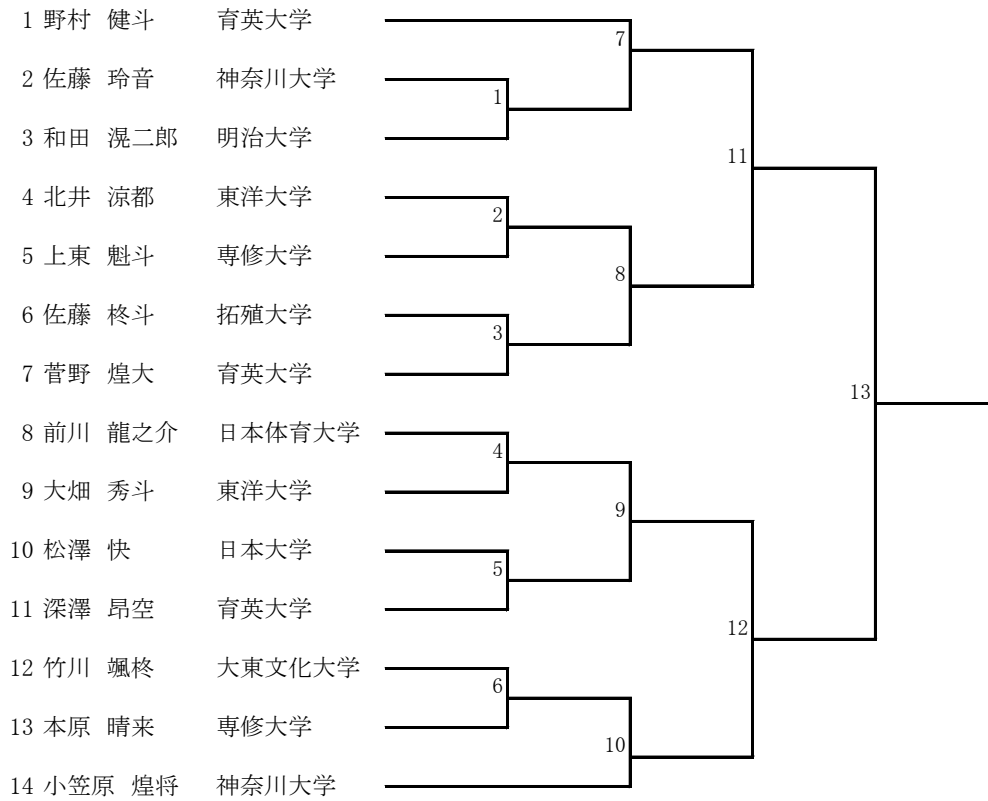 1 野村 健斗 育英大学
7
2 佐藤 玲音 神奈川大学
1
3 和田 滉二郎 明治大学
11
4 北井 涼都 東洋大学
2
5 上東 魁斗 専修大学
8
6 佐藤 柊斗 拓殖大学
3
7 菅野 煌大 育英大学
13
8 前川 龍之介 日本体育大学
4
9 大畑 秀斗 東洋大学
9
10 松澤 快 日本大学
5
11 深澤 昂空 育英大学
12
12 竹川 颯柊 大東文化大学
6
13 本原 晴来 専修大学
10
14 小笠原 煌将 神奈川大学